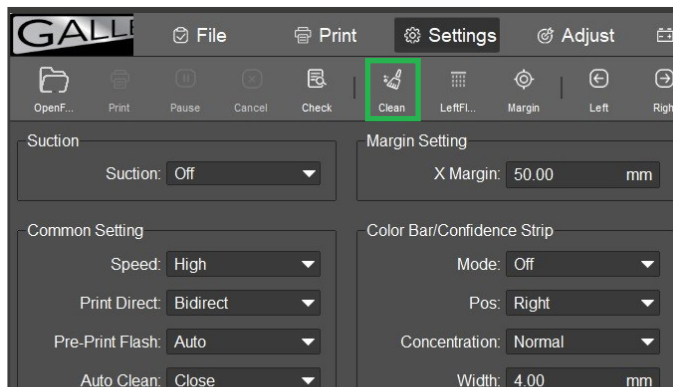 GALLE
File Print Settings Adjust
OpenF... Print Pause Cancel Check Clean LeftFl... Margin Left Righ
Suction
Suction: Off
Margin Setting
X Margin: 50.00 mm
Common Setting
Speed: High
Print Direct: Bidirect
Pre-Print Flash: Auto
Auto Clean: Close
Color Bar/Confidence Strip
Mode: Off
Pos: Right
Concentration: Normal
Width: 4.00 mm